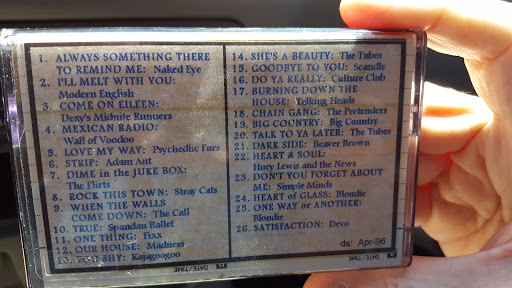 1. ALWAYS SOMETHING THERE
TO REMIND ME: Naked Eye
2. I'LL MELT WITH YOU:
Modern English
3. COME ON EILEEN:
Dexy's Midnite Runners
4. MEXICAN RADIO:
Wall of Voodoo
5. LOVE MY WAY: Psychedlic Furs
6. STRIP: Adam Ant
7. DIME in the JUKE BOX:
The Flirts
8. ROCK THIS TOWN: Stray Cats
9. WHEN THE WALLS
COME DOWN: The Call
10. TRUE: Spandau Ballet
11. ONE THING: Fixx
12. OUR HOUSE: Madness
13. TOO SHY: Kajagoogoo
14. SHE'S A BEAUTY: The Tubes
15. GOODBYE TO YOU: Scandle
16. DO YA REALLY: Culture Club
17. BURNING DOWN THE
HOUSE: Telking Heads
18. CHAIN GANG: The Pretenders
19. BIG COUNTRY: Big Country
20. TALK TO YA LATER: The Tubes
21. DARK SIDE: Beaver Brown
22. HEART & SOUL:
Huey Lewis and the News
23. DON'T YOU FORGET ABOUT
ME: Simple Minds
24. HEART of GLASS: Blondie
25. ONE WAY or ANOTHER:
Blondie
26. SATISFACTION: Devo
ds: Apr-96
DATE/TIME
DATE/TIME